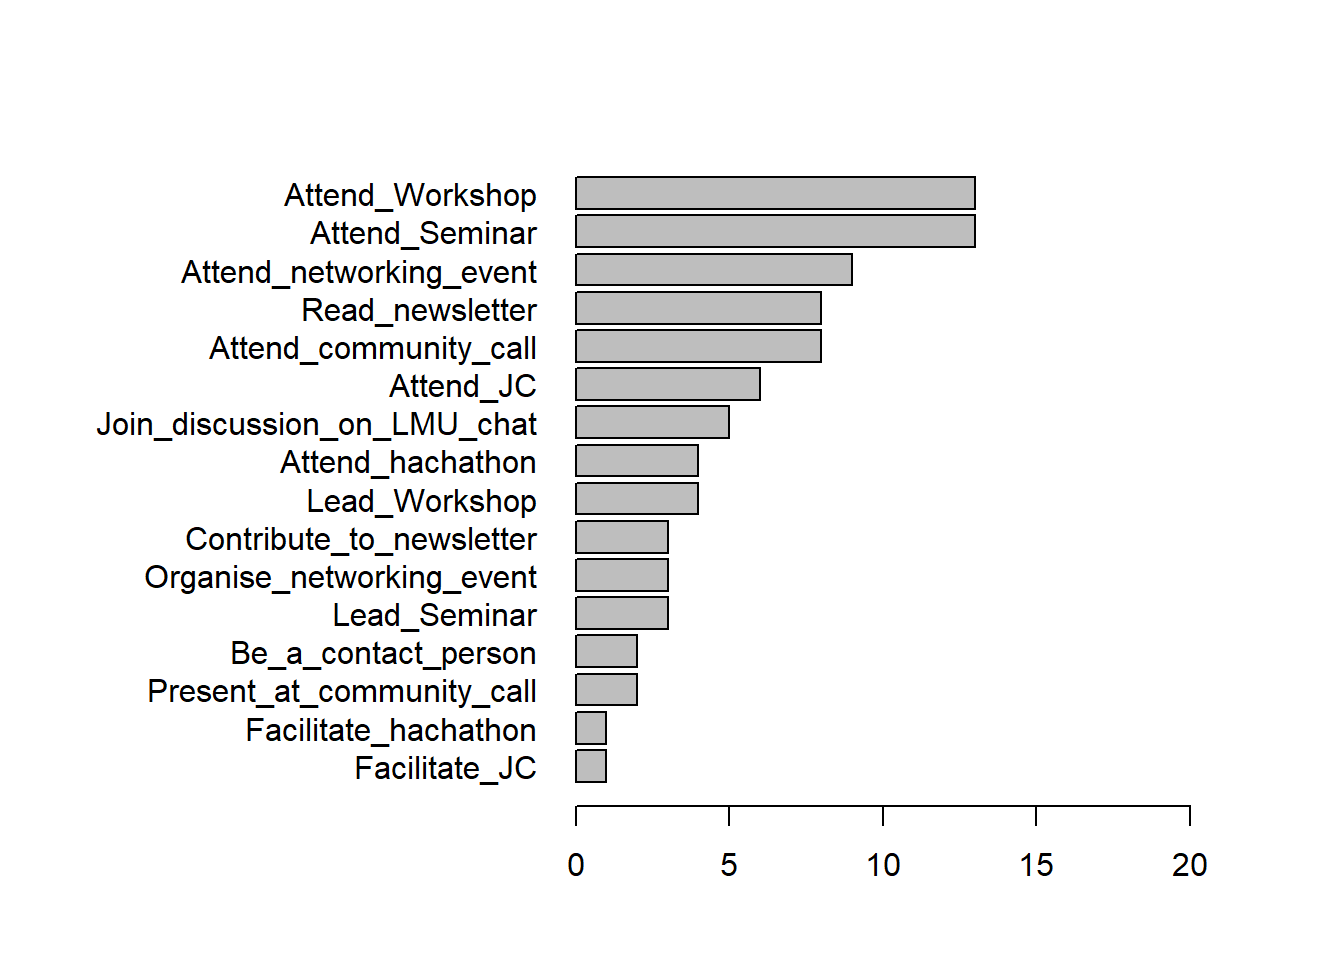 Attend_Workshop
Attend_Seminar
Attend_networking_event
Read_newsletter
Attend_community_call
Attend_JC
Join_discussion_on_LMU_chat
Attend_hachathon
Lead_Workshop
Contribute_to_newsletter
Organise_networking_event
Lead_Seminar
Be_a_contact_person
Present_at_community_call
Facilitate_hachathon
Facilitate_JC
0 5 10 15 20